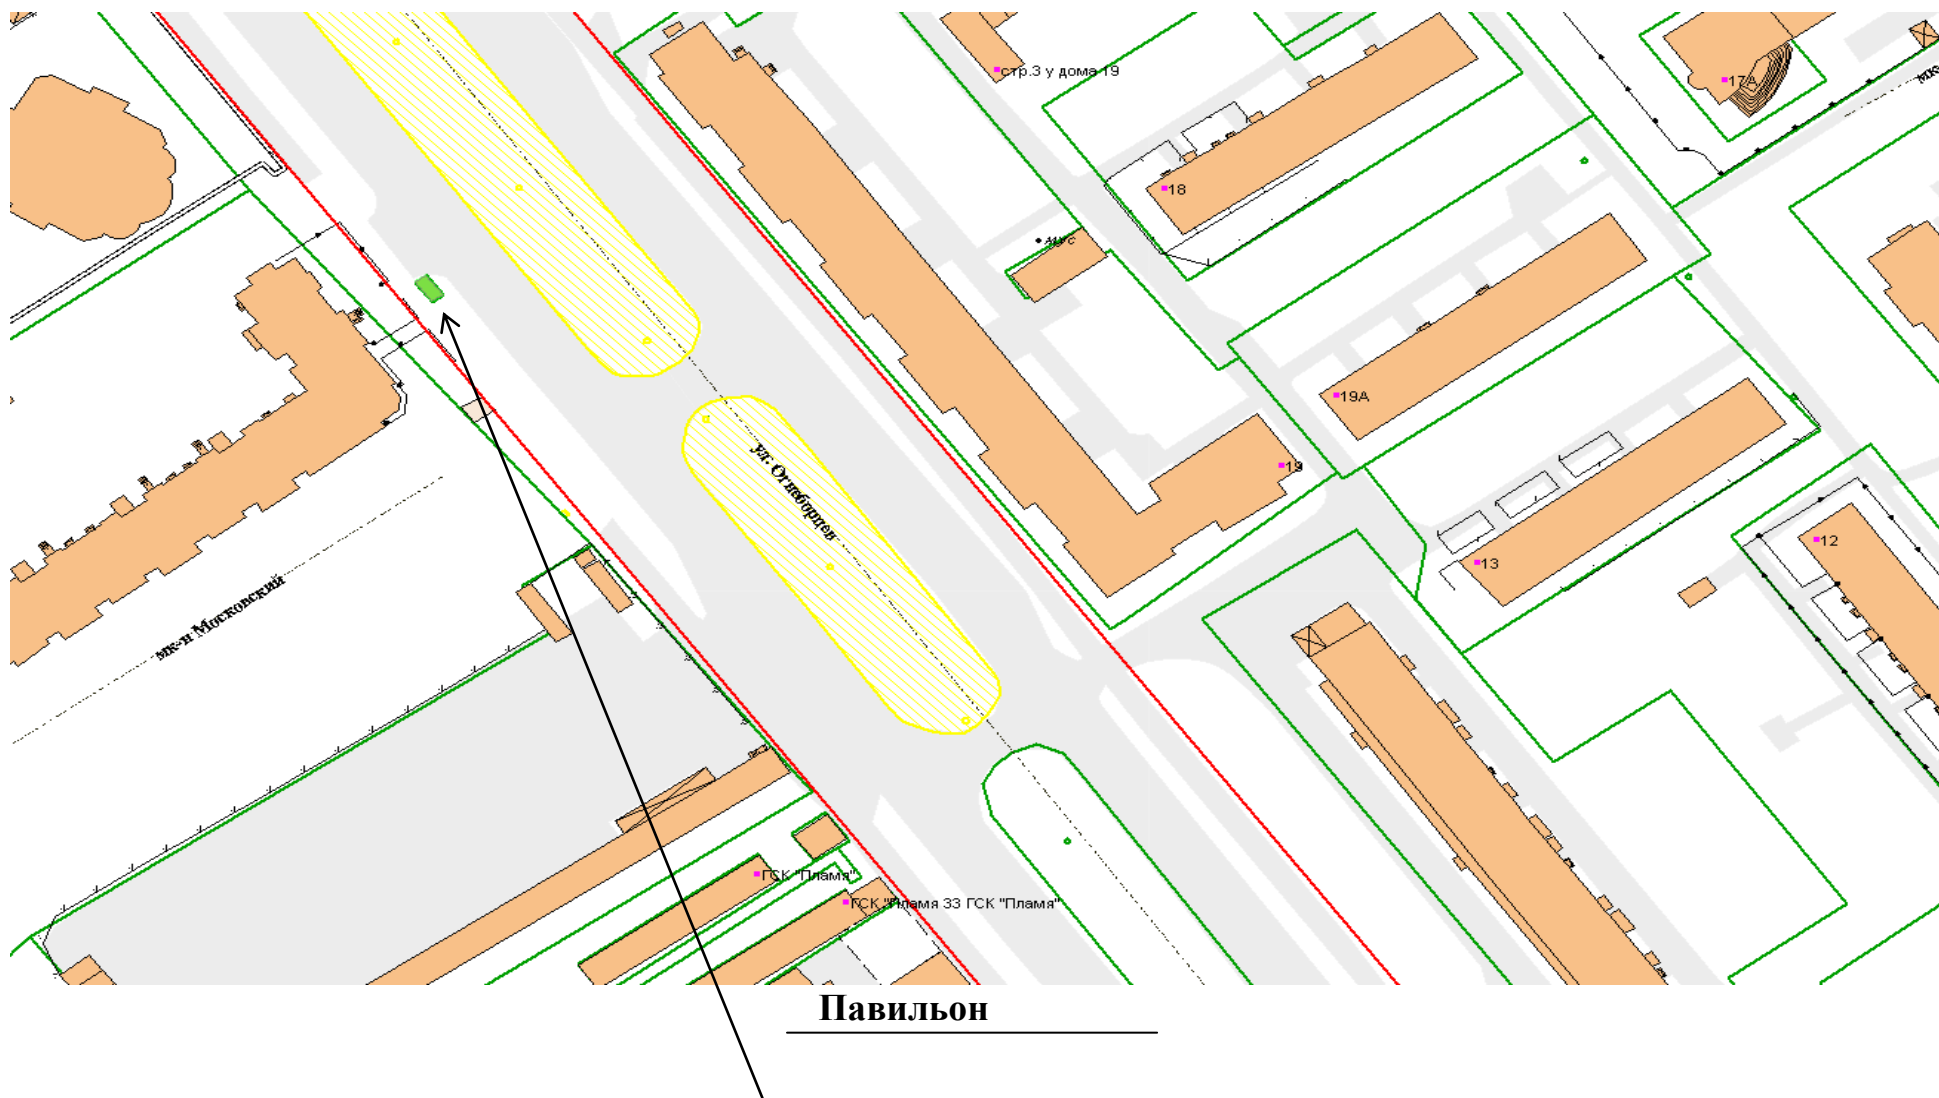 стр.3 у дома 19
17А
18
мус
19А
19
ул. Огнеборцев
13
12
мк-н Московский
ГСК "Пламя"
ГСК "Пламя 33 ГСК "Пламя"
Павильон